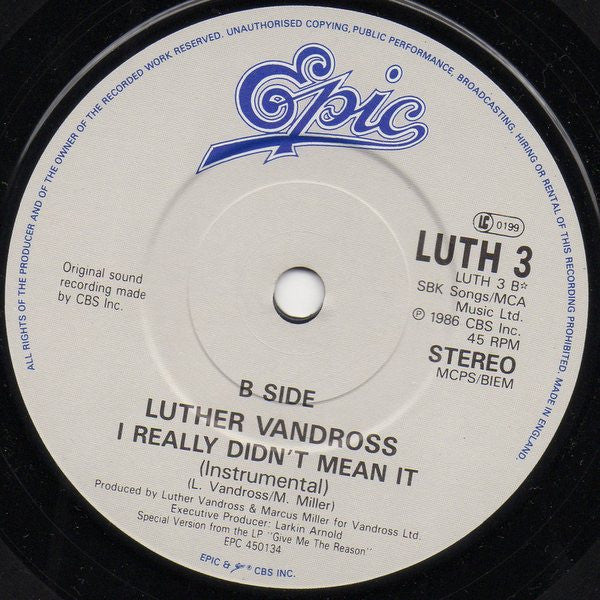 ALL RIGHTS OF THE PRODUCER AND OF THE OWNER OF THE RECORDED WORK RESERVED. UNAUTHORISED COPYING, PUBLIC PERFORMANCE, BROADCASTING, HIRING OR RENTAL OF THIS RECORDING PROHIBITED. MADE IN ENGLAND.
Epic
LC 0199
LUTH 3
LUTH 3 B☆
SBK Songs/MCA
Music Ltd.
℗ 1986 CBS Inc.
45 RPM
STEREO
MCPS/BIEM
Original sound
recording made
by CBS Inc.
B SIDE
LUTHER VANDROSS
I REALLY DIDN'T MEAN IT
(Instrumental)
(L. Vandross/M. Miller)
Produced by Luther Vandross & Marcus Miller for Vandross Ltd.
Executive Producer: Larkin Arnold
Special Version from the LP "Give Me The Reason"
EPC 450134
EPIC & ® CBS INC.